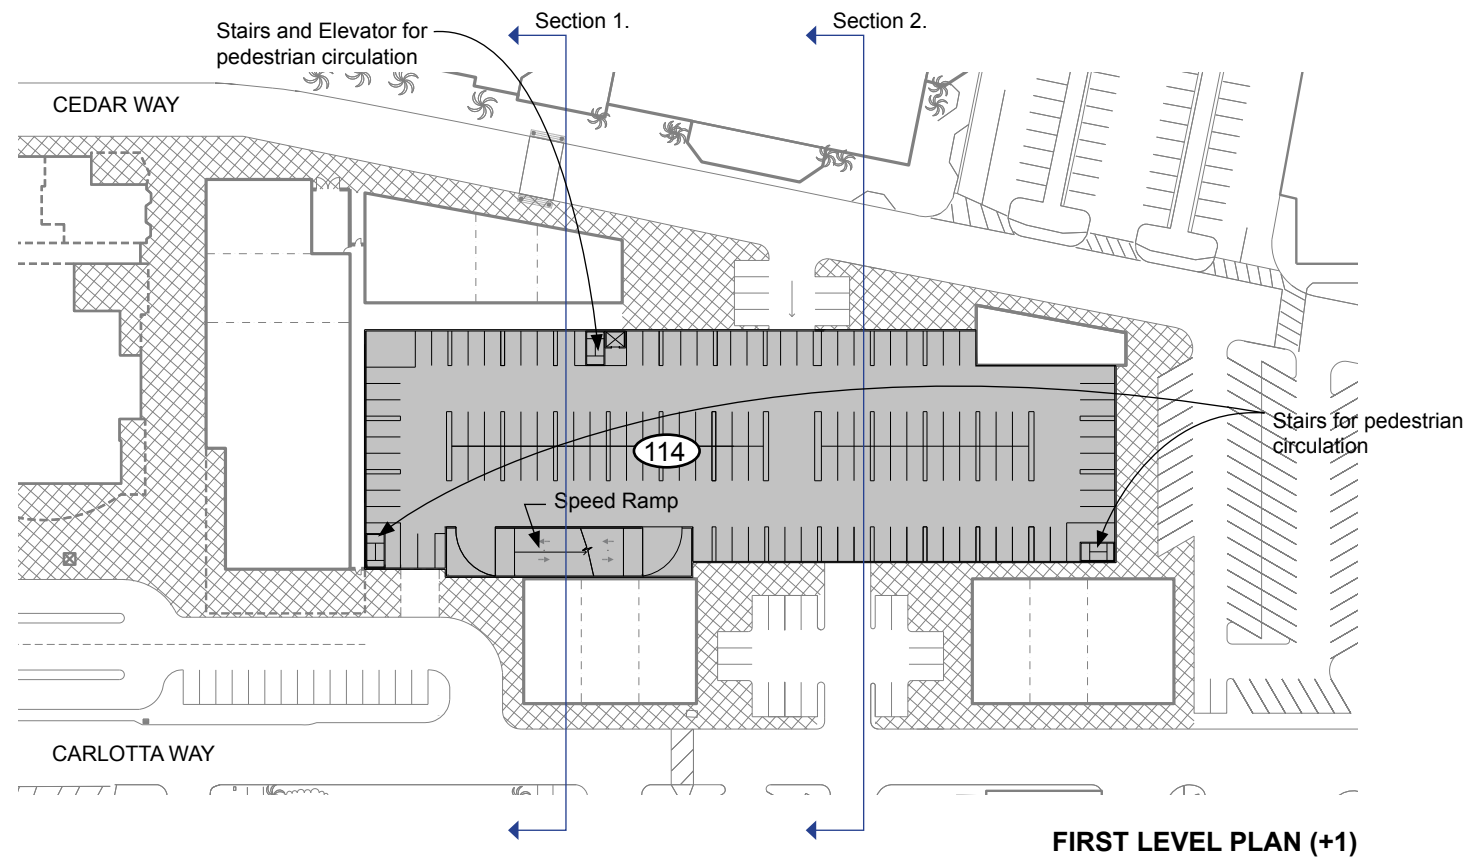 Section 1.
Section 2.
Stairs and Elevator for
pedestrian circulation
CEDAR WAY
Stairs for pedestrian
circulation
114
Speed Ramp
CARLOTTA WAY
FIRST LEVEL PLAN (+1)